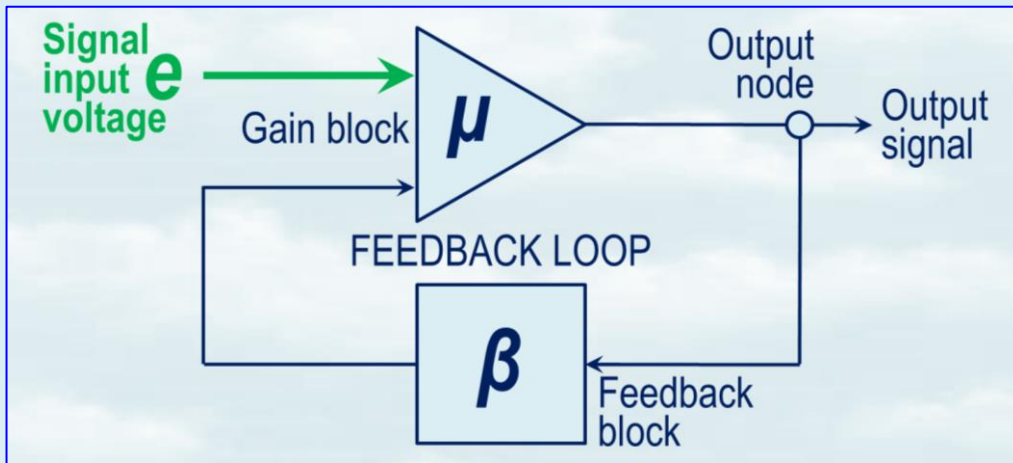 Signal
input e
voltage
Gain block
μ
Output
node
Output
signal
FEEDBACK LOOP
β
Feedback
block